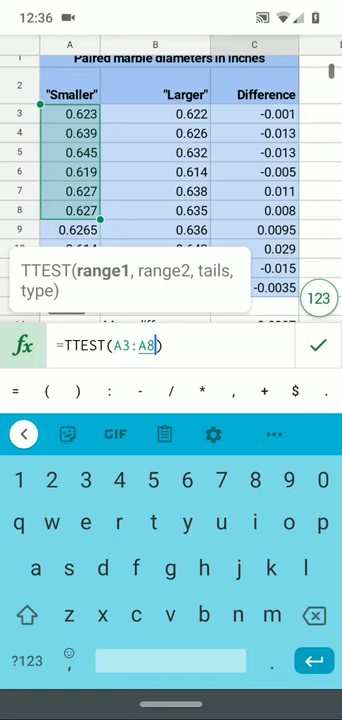 12:36
A B C
1 Paired marble diameters in inches
2 "Smaller" "Larger" Difference
3 0.623 0.622 -0.001
4 0.639 0.626 -0.013
5 0.645 0.632 -0.013
6 0.619 0.614 -0.005
7 0.627 0.638 0.011
8 0.627 0.635 0.008
9 0.6265 0.636 0.0095
0.029
TTEST(range1, range2, tails,
type)
-0.015
-0.0035
123
fx =TTEST(A3:A8)
= ( ) : - / * , + $ .
GIF
1 2 3 4 5 6 7 8 9 0
q w e r t y u i o p
a s d f g h j k l
z x c v b n m
?123 , .